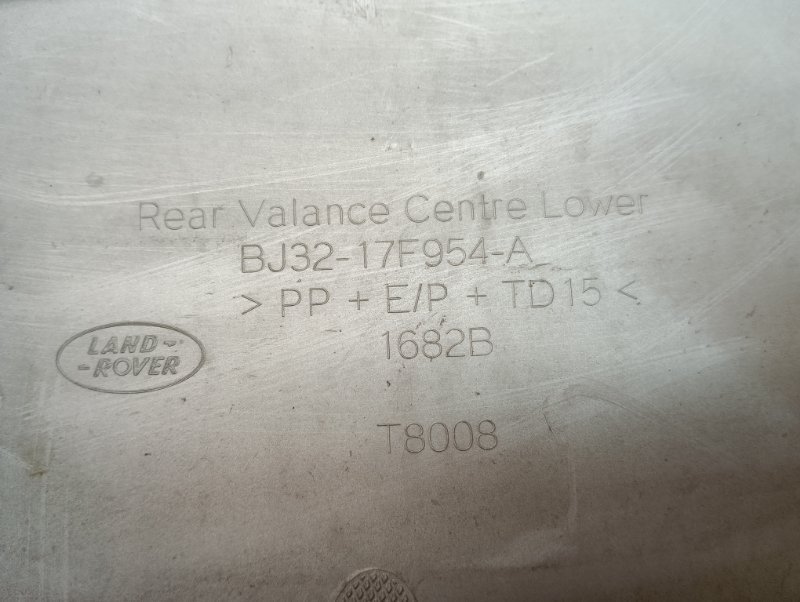 Rear Valance Centre Lower
BJ32-17F954-A
> PP + E/P + TD15 <
LAND
-ROVER
1682B
T8008